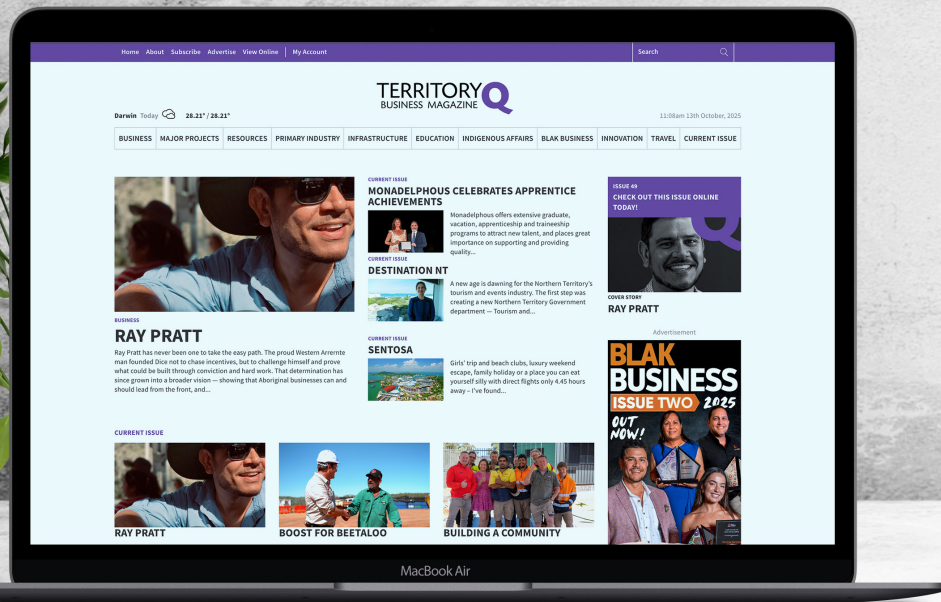 Home About Subscribe Advertise View Online | My Account
Search
TERRITORY Q
BUSINESS MAGAZINE
Darwin Today 28.21° / 28.21°
11:08am 13th October, 2025
BUSINESS MAJOR PROJECTS RESOURCES PRIMARY INDUSTRY INFRASTRUCTURE EDUCATION INDIGENOUS AFFAIRS BLAK BUSINESS INNOVATION TRAVEL CURRENT ISSUE
BUSINESS
RAY PRATT
Ray Pratt has never been one to take the easy path. The proud Western Arrernte
man founded Dice not to chase incentives, but to challenge himself and prove
what could be built through conviction and hard work. That determination has
since grown into a broader vision — showing that Aboriginal businesses can and
should lead from the front, and...
CURRENT ISSUE
MONADELPHOUS CELEBRATES APPRENTICE
ACHIEVEMENTS
Monadelphous offers extensive graduate,
vacation, apprenticeship and traineeship
programs to attract new talent, and places great
importance on supporting and providing
quality...
CURRENT ISSUE
DESTINATION NT
A new age is dawning for the Northern Territory's
tourism and events industry. The first step was
creating a new Northern Territory Government
department — Tourism and...
CURRENT ISSUE
SENTOSA
Girls' trip and beach clubs, luxury weekend
escape, family holiday or a place you can eat
yourself silly with direct flights only 4.45 hours
away – I've found...
ISSUE 49
CHECK OUT THIS ISSUE ONLINE
TODAY!
COVER STORY
RAY PRATT
Advertisement
BLAK
BUSINESS
ISSUE TWO 2025
OUT
NOW!
CURRENT ISSUE
RAY PRATT
BOOST FOR BEETALOO
BUILDING A COMMUNITY
MacBook Air